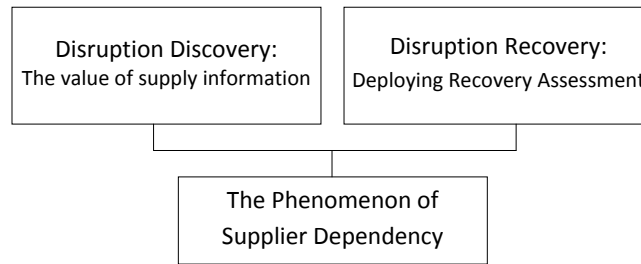 Disruption Discovery:
The value of supply information
Disruption Recovery:
Deploying Recovery Assessment
The Phenomenon of
Supplier Dependency